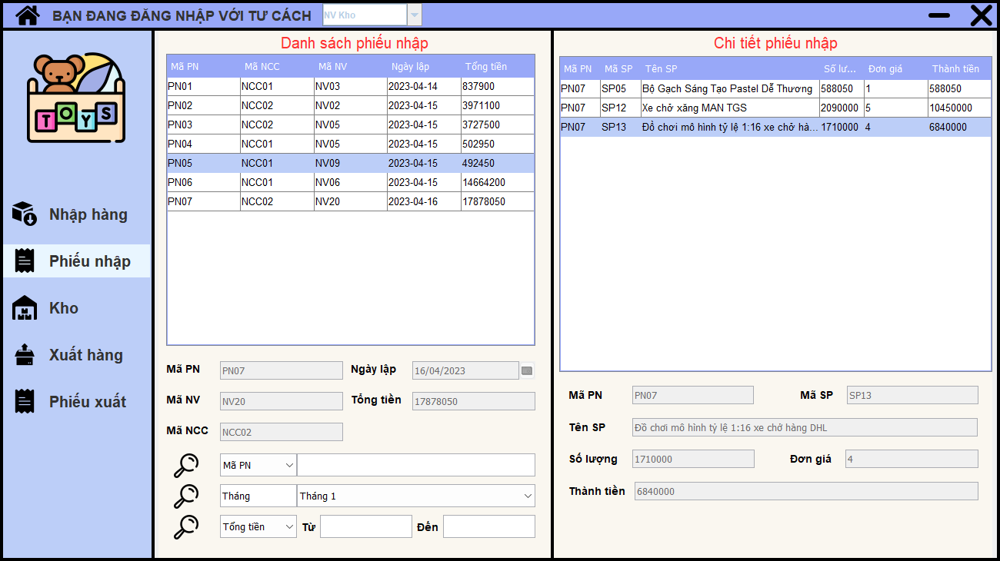 BẠN ĐANG ĐĂNG NHẬP VỚI TƯ CÁCH NV Kho
TOYS
Nhập hàng
Phiếu nhập
Kho
Xuất hàng
Phiếu xuất
Danh sách phiếu nhập
Mã PN Mã NCC Mã NV Ngày lập Tổng tiền
PN01 NCC01 NV03 2023-04-14 837900
PN02 NCC02 NV02 2023-04-15 3971100
PN03 NCC02 NV05 2023-04-15 3727500
PN04 NCC01 NV05 2023-04-15 502950
PN05 NCC01 NV09 2023-04-15 492450
PN06 NCC01 NV06 2023-04-15 14664200
PN07 NCC02 NV20 2023-04-16 17878050
Mã PN PN07 Ngày lập 16/04/2023
Mã NV NV20 Tổng tiền 17878050
Mã NCC NCC02
Mã PN
Tháng Tháng 1
Tổng tiền Từ Đến
Chi tiết phiếu nhập
Mã PN Mã SP Tên SP Số lư... Đơn giá Thành tiền
PN07 SP05 Bộ Gạch Sáng Tạo Pastel Dễ Thương 588050 1 588050
PN07 SP12 Xe chở xăng MAN TGS 2090000 5 10450000
PN07 SP13 Đồ chơi mô hình tỷ lệ 1:16 xe chở hà... 1710000 4 6840000
Mã PN PN07 Mã SP SP13
Tên SP Đồ chơi mô hình tỷ lệ 1:16 xe chở hàng DHL
Số lượng 1710000 Đơn giá 4
Thành tiền 6840000